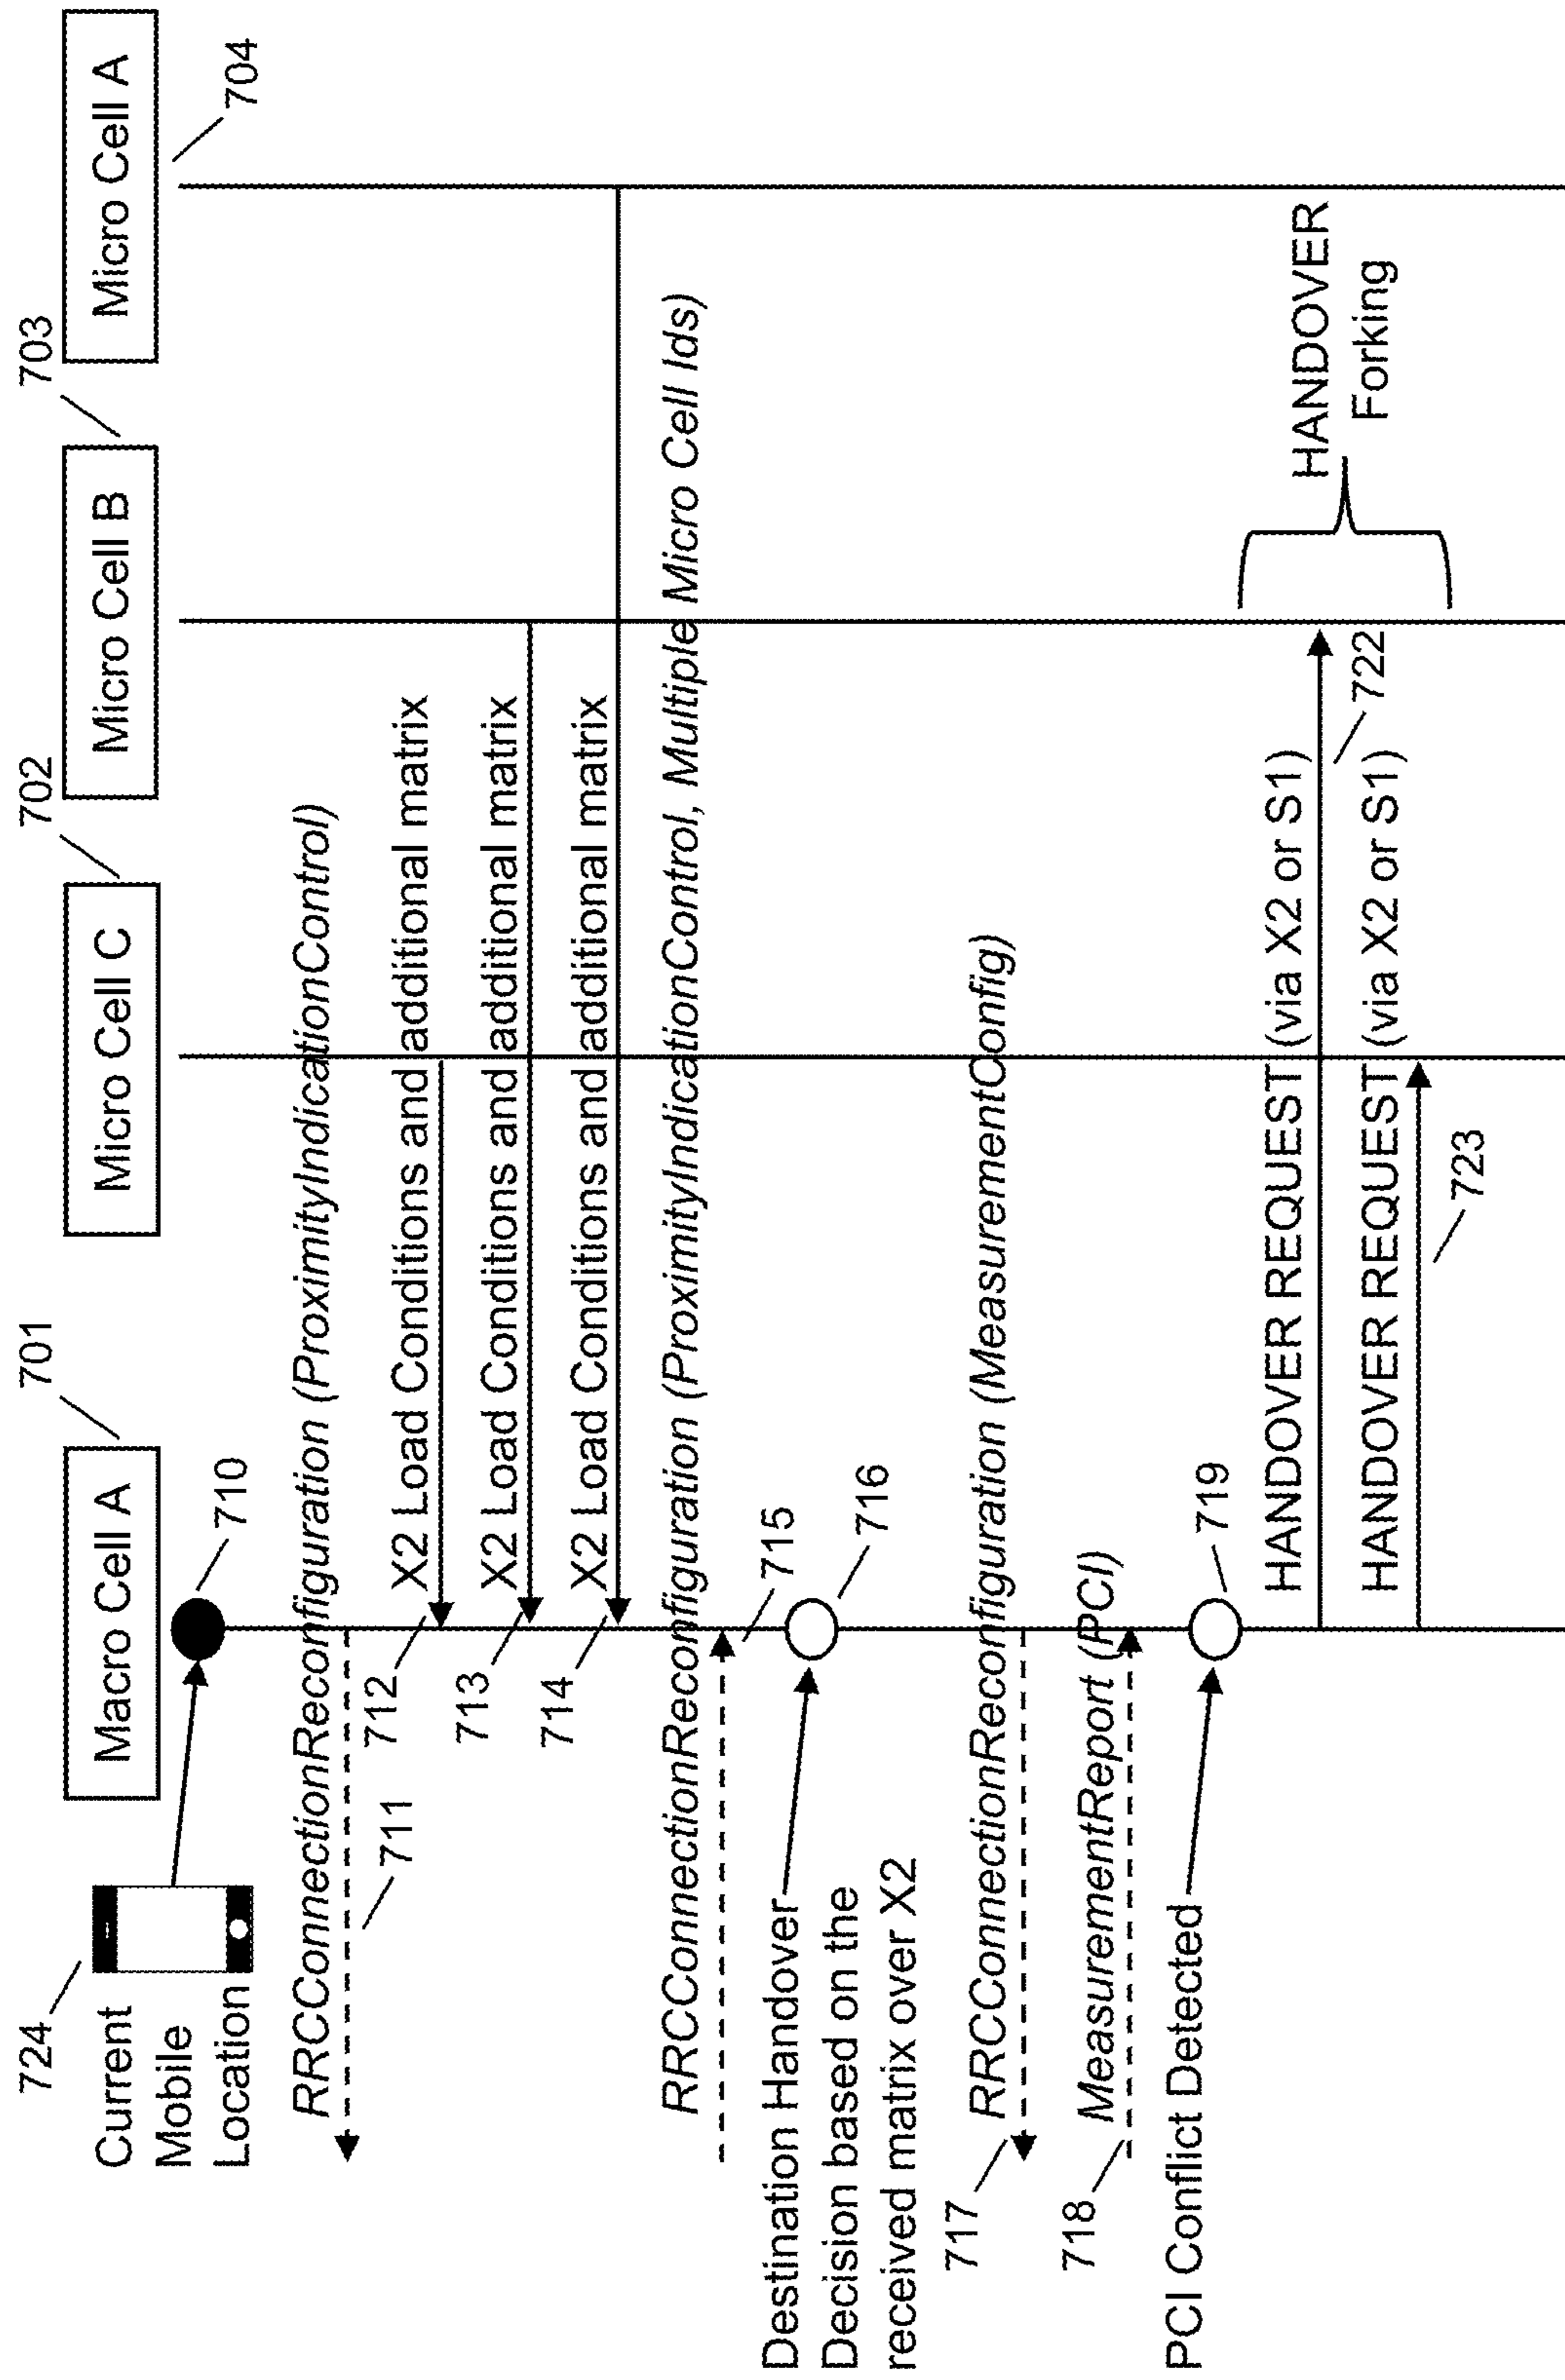 701
702
703
704
Macro Cell A
Micro Cell C
Micro Cell B
Micro Cell A
724
Current
Mobile
Location
710
RRCConnectionReconfiguration (ProximityIndicationControl)
711
X2 Load Conditions and additional matrix
712
X2 Load Conditions and additional matrix
713
X2 Load Conditions and additional matrix
714
RRCConnectionReconfiguration (ProximityIndicationControl, Multiple Micro Cell Ids)
715
Destination Handover
Decision based on the
received matrix over X2
716
RRCConnectionReconfiguration (MeasurementConfig)
717
MeasurementReport (PCI)
718
PCI Conflict Detected
719
HANDOVER REQUEST (via X2 or S1)
722
HANDOVER REQUEST (via X2 or S1)
723
HANDOVER
Forking